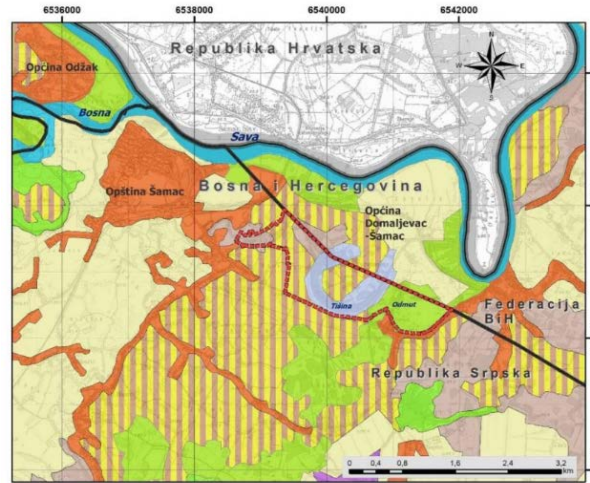 6536000 6538000 6540000 6542000
Republika Hrvatska
N
W E
S
Općina Odžak
Bosna
Sava
Bosna i Hercegovina
Opština Šamac
Općina
Domaljevac
-Šamac
Tišina
Odmut
Federacija
BiH
Republika Srpska
0 0,4 0,8 1,6 2,4 3,2
km